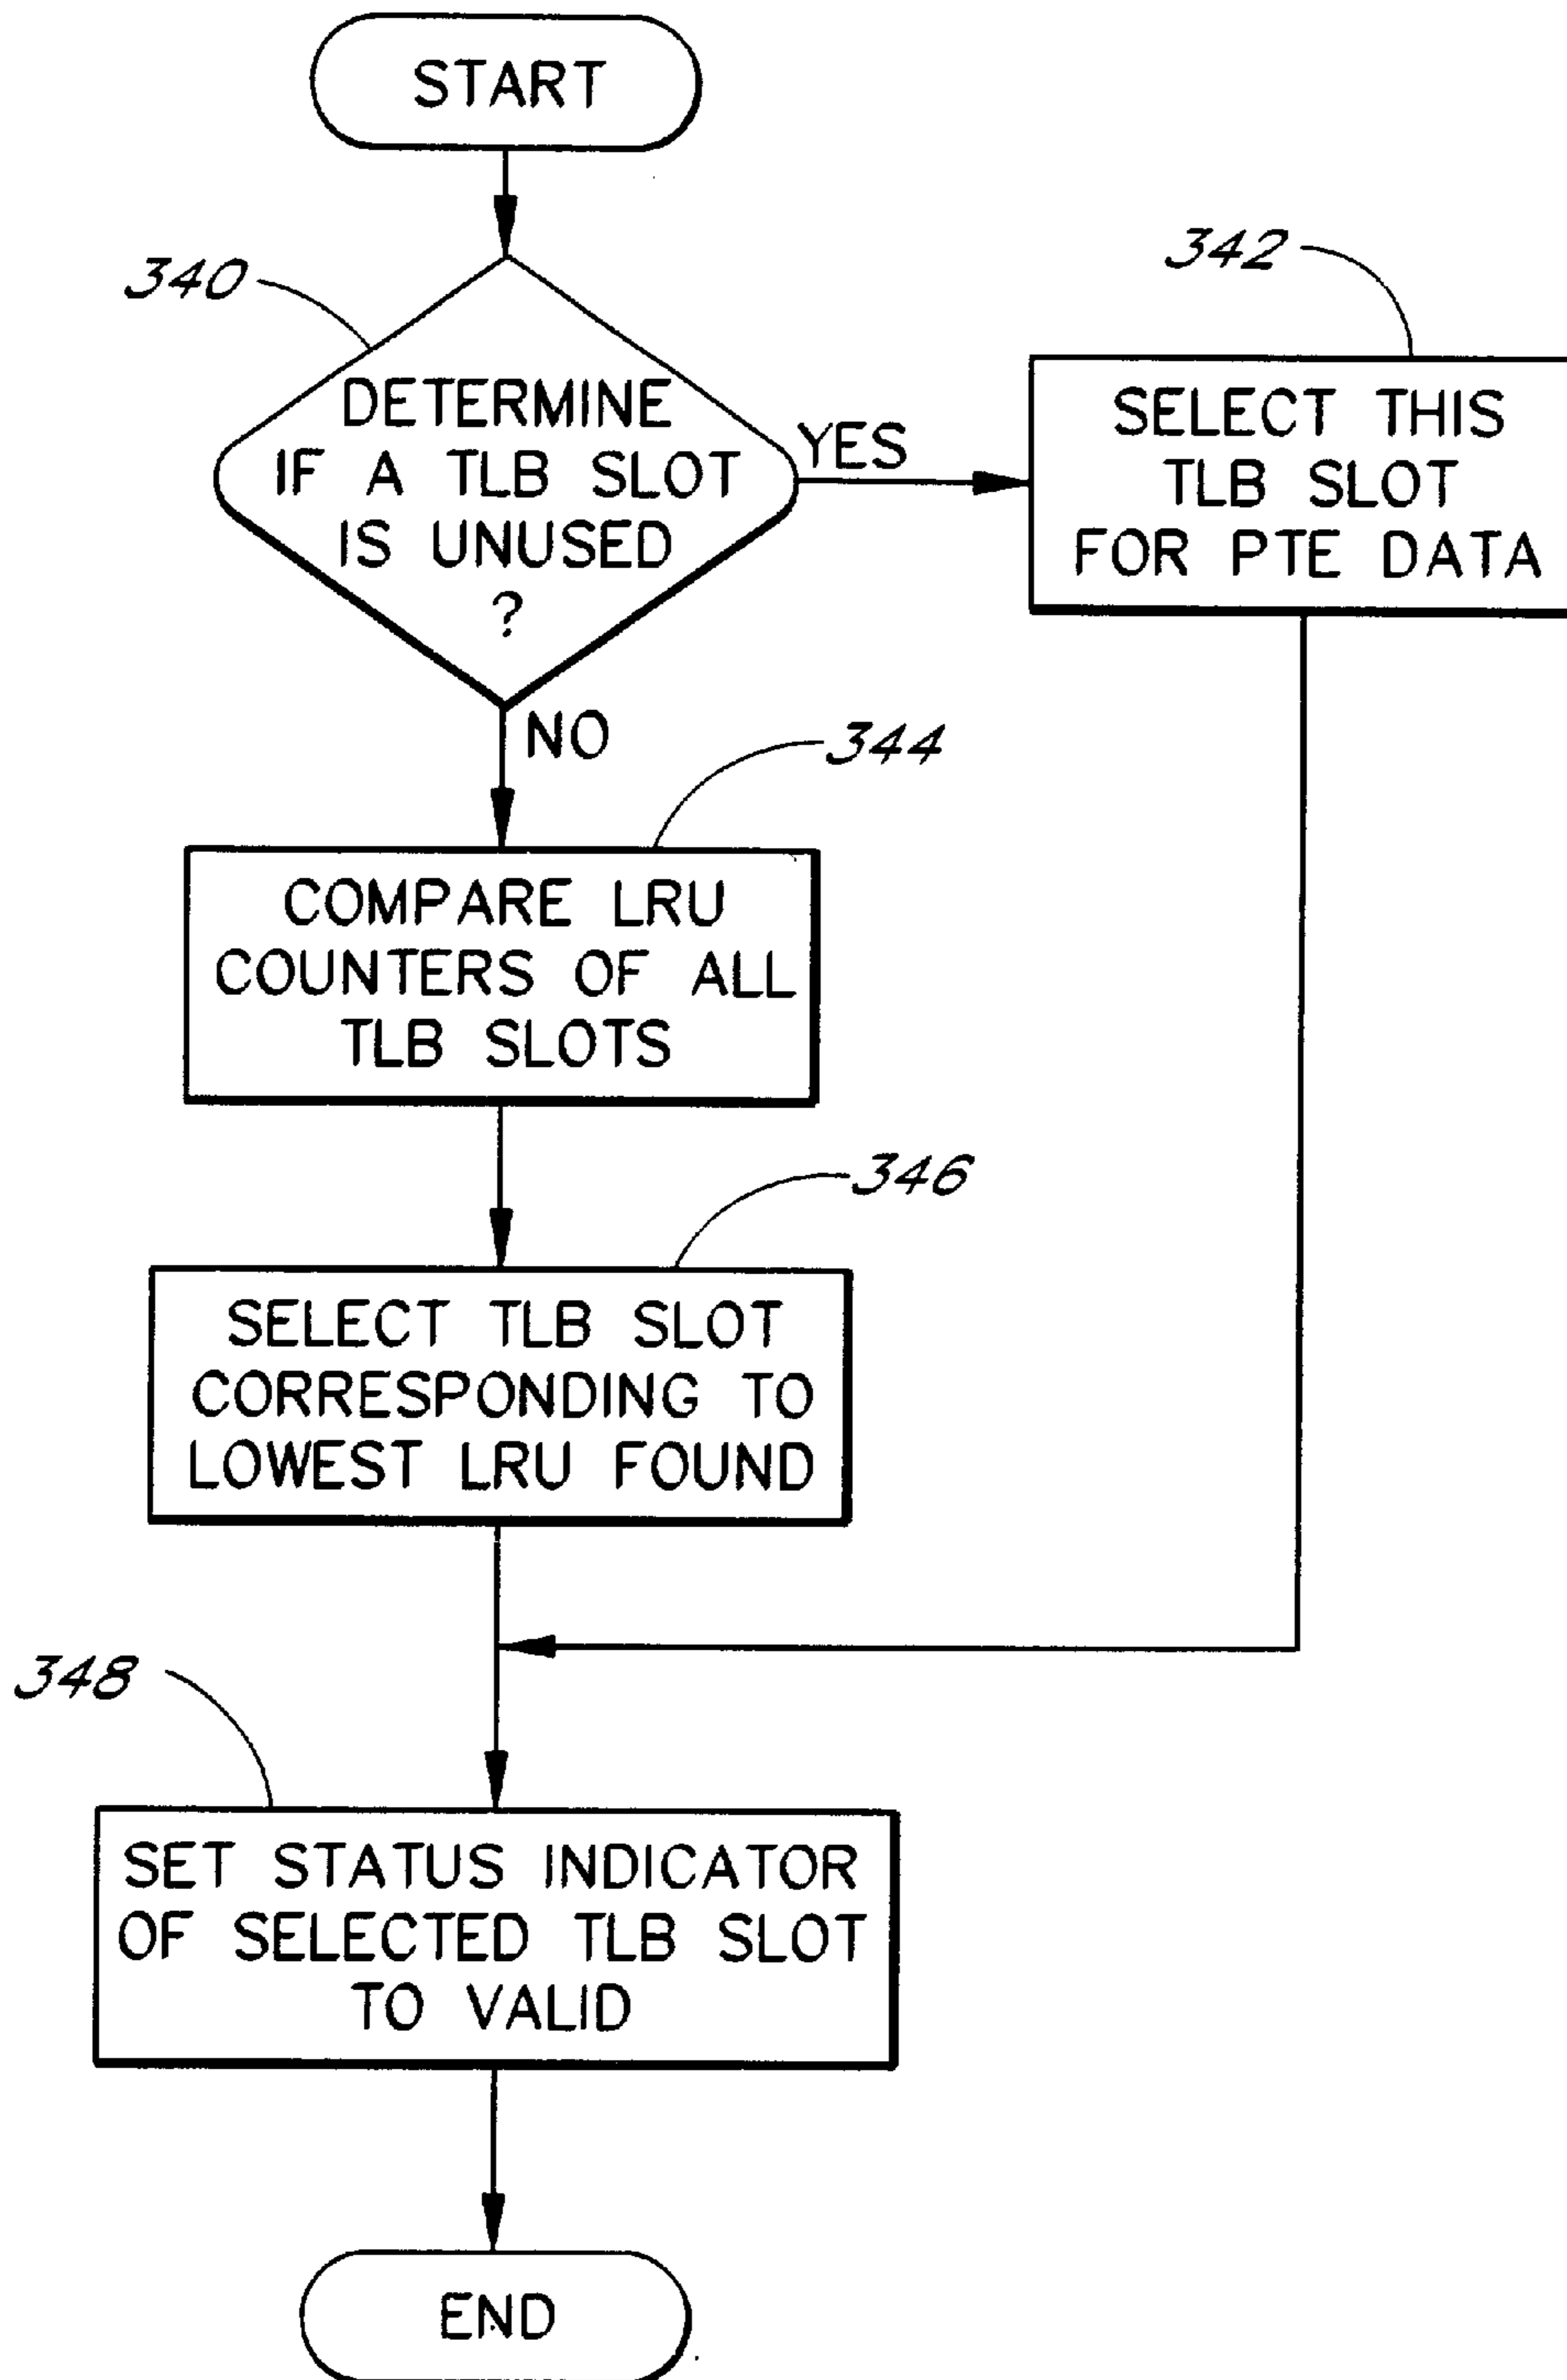 START
340
DETERMINE
IF A TLB SLOT
IS UNUSED
?
YES
342
SELECT THIS
TLB SLOT
FOR PTE DATA
NO
344
COMPARE LRU
COUNTERS OF ALL
TLB SLOTS
346
SELECT TLB SLOT
CORRESPONDING TO
LOWEST LRU FOUND
348
SET STATUS INDICATOR
OF SELECTED TLB SLOT
TO VALID
END